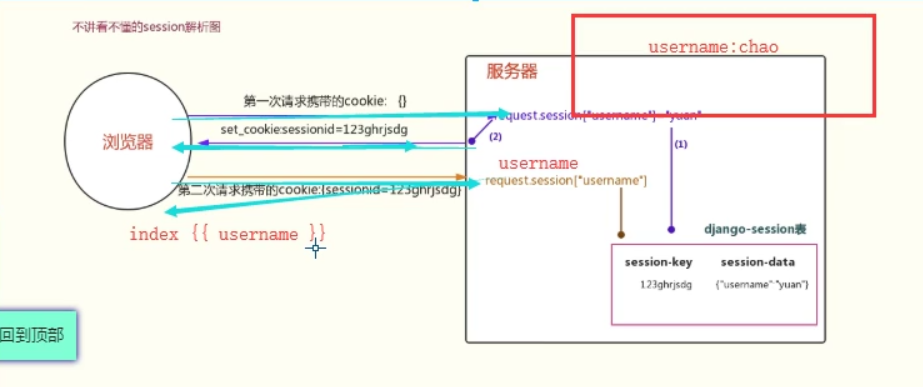 不讲看不懂的session辨析图
username:chao
服务器
第一次请求携带的cookie: {}
request.session["username"] "yuan"
set_cookie:sessionid=123ghrjsdg
浏览器
(2)
(1)
username
request.session["username"]
第二次请求携带的cookie:{sessionid=123ghrjsdg}
index {{ username }}
django-session表
session-key session-data
123ghrjsdg {"username" "yuan"}
回到顶部